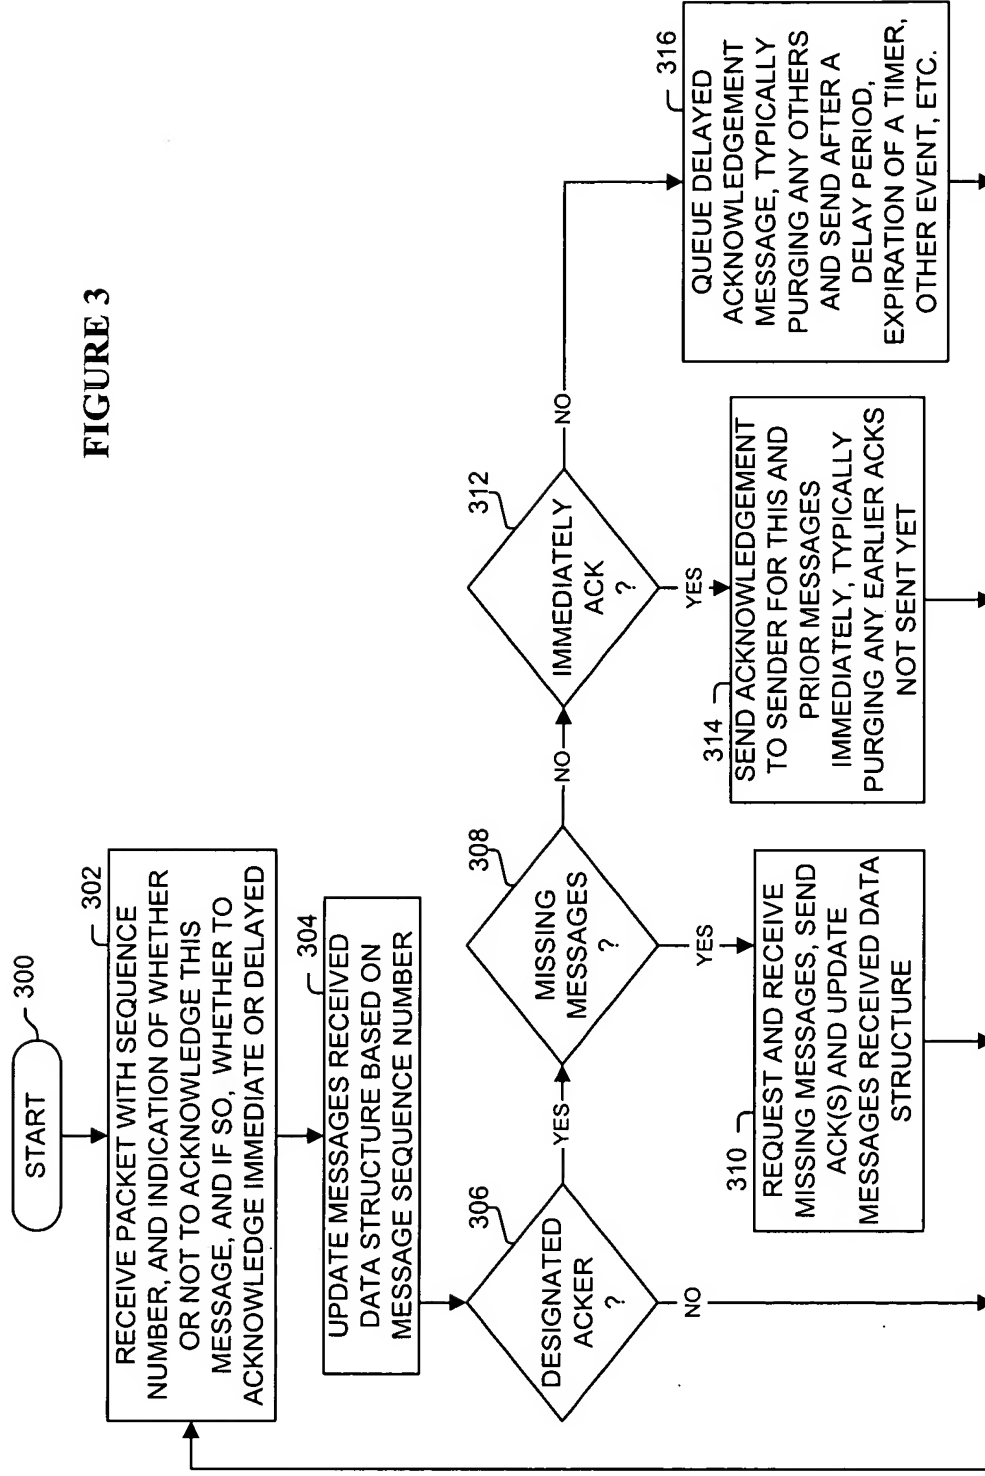 START
300
302
RECEIVE PACKET WITH SEQUENCE
NUMBER, AND INDICATION OF WHETHER
OR NOT TO ACKNOWLEDGE THIS
MESSAGE, AND IF SO, WHETHER TO
ACKNOWLEDGE IMMEDIATE OR DELAYED
304
UPDATE MESSAGES RECEIVED
DATA STRUCTURE BASED ON
MESSAGE SEQUENCE NUMBER
306
DESIGNATED
ACKER
?
YES
NO
308
MISSING
MESSAGES
?
NO
YES
310
REQUEST AND RECEIVE
MISSING MESSAGES, SEND
ACK(S) AND UPDATE
MESSAGES RECEIVED DATA
STRUCTURE
312
IMMEDIATELY
ACK
?
NO
YES
314
SEND ACKNOWLEDGEMENT
TO SENDER FOR THIS AND
PRIOR MESSAGES
IMMEDIATELY, TYPICALLY
PURGING ANY EARLIER ACKS
NOT SENT YET
316
QUEUE DELAYED
ACKNOWLEDGEMENT
MESSAGE, TYPICALLY
PURGING ANY OTHERS
AND SEND AFTER A
DELAY PERIOD,
EXPIRATION OF A TIMER,
OTHER EVENT, ETC.
FIGURE 3